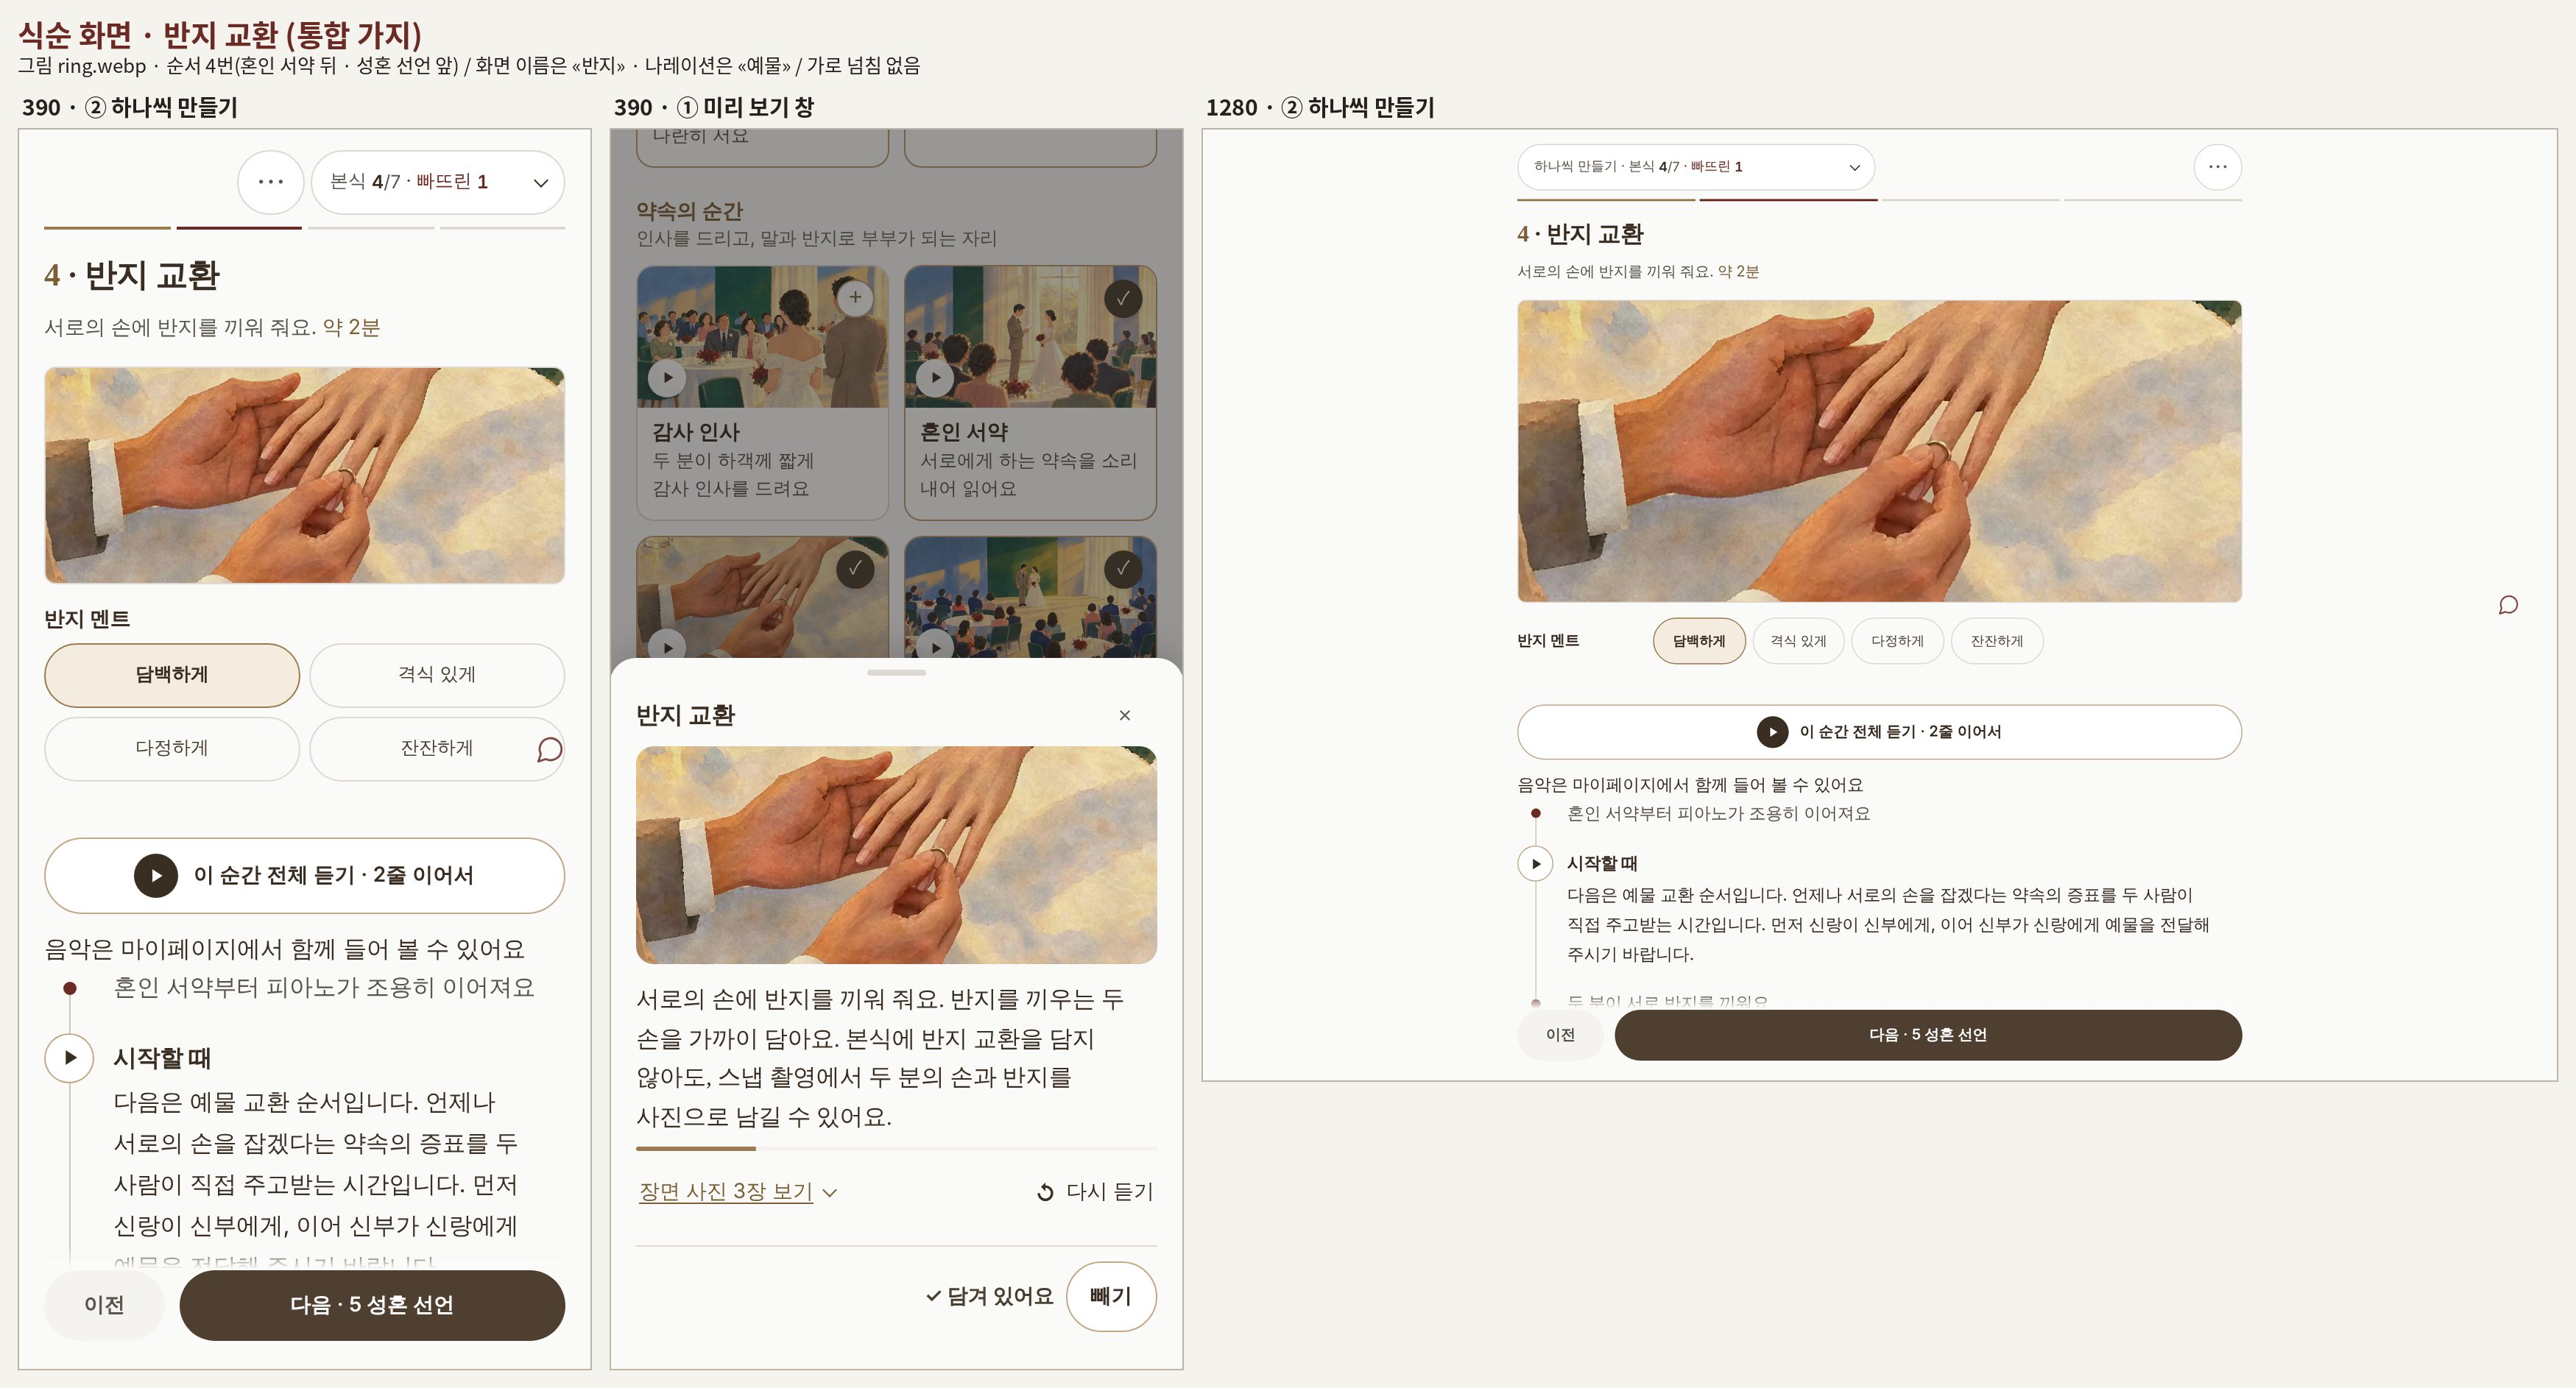 식순 화면 · 반지 교환 (통합 가지)
그림 ring.webp · 순서 4번(혼인 서약 뒤 · 성혼 선언 앞) / 화면 이름은 «반지» · 나레이션은 «예물» / 가로 넘침 없음
390 · ② 하나씩 만들기
본식 4/7 · 빠뜨린 1
4 · 반지 교환
서로의 손에 반지를 끼워 줘요. 약 2분
반지 멘트
담백하게
격식 있게
다정하게
잔잔하게
이 순간 전체 듣기 · 2줄 이어서
음악은 마이페이지에서 함께 들어 볼 수 있어요
혼인 서약부터 피아노가 조용히 이어져요
시작할 때
다음은 예물 교환 순서입니다. 언제나
서로의 손을 잡겠다는 약속의 증표를 두
사람이 직접 주고받는 시간입니다. 먼저
신랑이 신부에게, 이어 신부가 신랑에게
예물을 전달해 주시기 바랍니다.
이전
다음 · 5 성혼 선언
390 · ① 미리 보기 창
나란히 서요
약속의 순간
인사를 드리고, 말과 반지로 부부가 되는 자리
감사 인사
두 분이 하객께 짧게
감사 인사를 드려요
혼인 서약
서로에게 하는 약속을 소리
내어 읽어요
반지 교환
서로의 손에 반지를 끼워 줘요. 반지를 끼우는 두
손을 가까이 담아요. 본식에 반지 교환을 담지
않아도, 스냅 촬영에서 두 분의 손과 반지를
사진으로 남길 수 있어요.
장면 사진 3장 보기
다시 듣기
담겨 있어요
빼기
1280 · ② 하나씩 만들기
하나씩 만들기 · 본식 4/7 · 빠뜨린 1
4 · 반지 교환
서로의 손에 반지를 끼워 줘요. 약 2분
반지 멘트
담백하게
격식 있게
다정하게
잔잔하게
이 순간 전체 듣기 · 2줄 이어서
음악은 마이페이지에서 함께 들어 볼 수 있어요
혼인 서약부터 피아노가 조용히 이어져요
시작할 때
다음은 예물 교환 순서입니다. 언제나 서로의 손을 잡겠다는 약속의 증표를 두 사람이
직접 주고받는 시간입니다. 먼저 신랑이 신부에게, 이어 신부가 신랑에게 예물을 전달해
주시기 바랍니다.
두 분이 서로 반지를 끼워요
이전
다음 · 5 성혼 선언